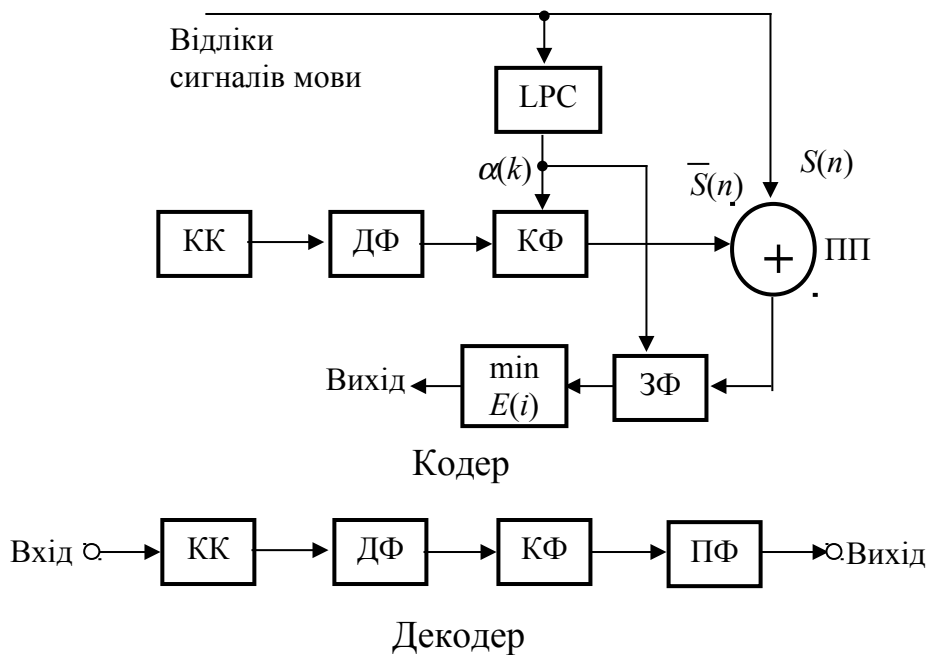 Відліки
сигналів мови
LPC
α(k)
S̅(n)
S(n)
КК
ДФ
КФ
+
ПП
Вихід
min
E(i)
ЗФ
Кодер
Вхід
КК
ДФ
КФ
ПФ
Вихід
Декодер